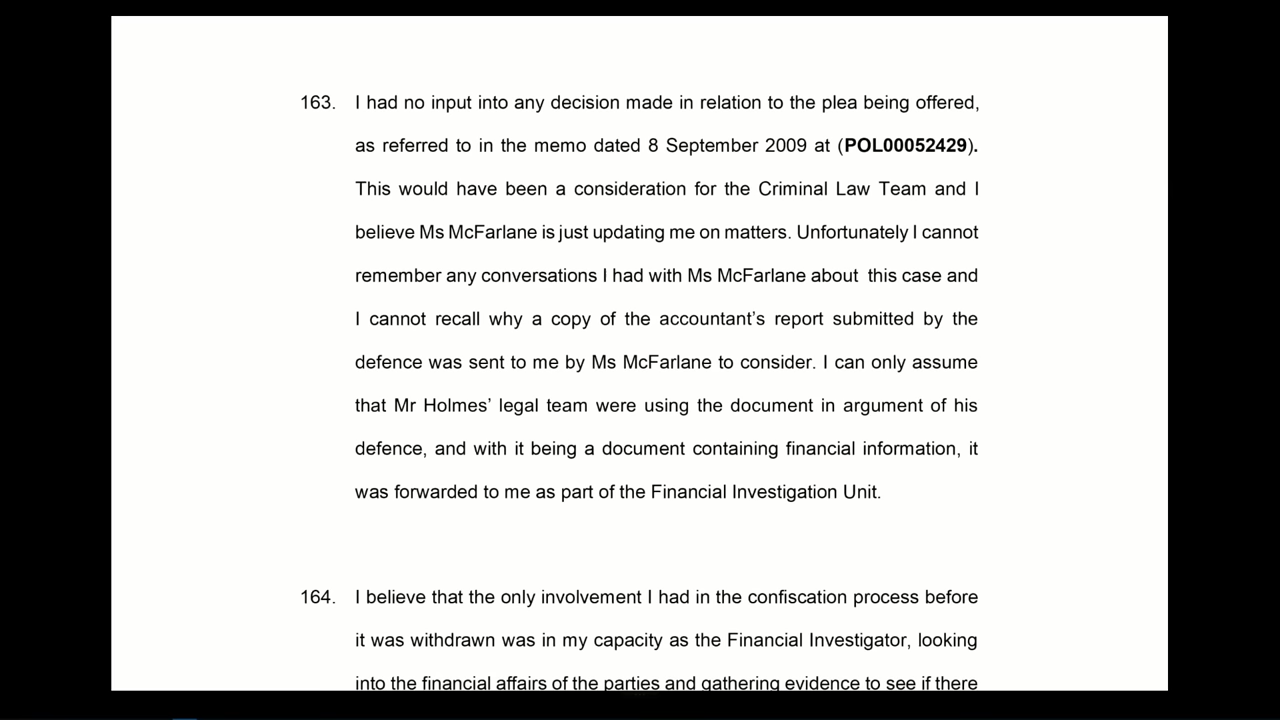 163. I had no input into any decision made in relation to the plea being offered,
as referred to in the memo dated 8 September 2009 at (POL00052429).
This would have been a consideration for the Criminal Law Team and I
believe Ms McFarlane is just updating me on matters. Unfortunately I cannot
remember any conversations I had with Ms McFarlane about  this case and
I cannot recall why a copy of the accountant’s report submitted by the
defence was sent to me by Ms McFarlane to consider. I can only assume
that Mr Holmes’ legal team were using the document in argument of his
defence, and with it being a document containing financial information, it
was forwarded to me as part of the Financial Investigation Unit.
164. I believe that the only involvement I had in the confiscation process before
it was withdrawn was in my capacity as the Financial Investigator, looking
into the financial affairs of the parties and gathering evidence to see if there